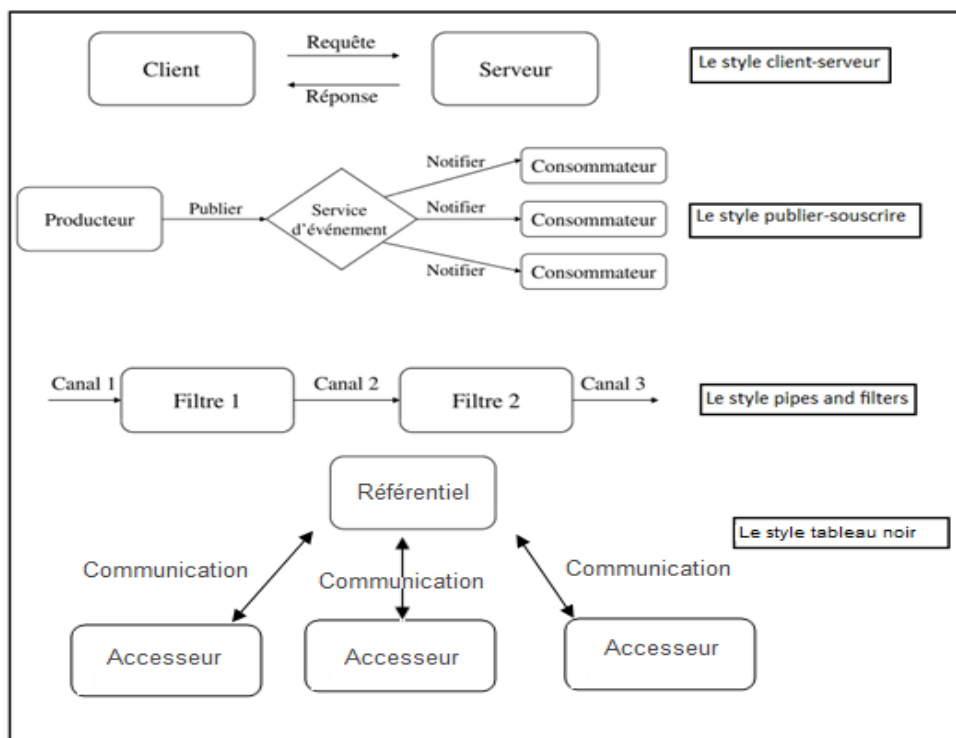 Requête
Client
Serveur
Le style client-serveur
Réponse
Notifier
Consommateur
Producteur
Publier
Service
d'événement
Notifier
Consommateur
Le style publier-souscrire
Notifier
Consommateur
Canal 1
Filtre 1
Canal 2
Filtre 2
Canal 3
Le style pipes and filters
Référentiel
Le style tableau noir
Communication
Communication
Communication
Accesseur
Accesseur
Accesseur